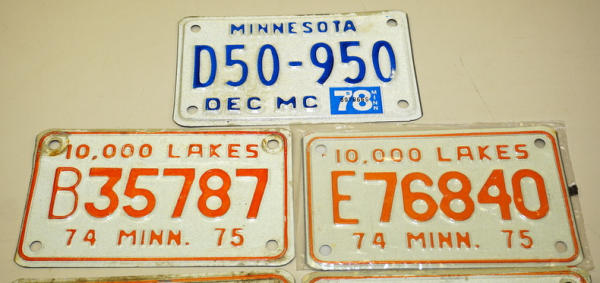 MINNESOTA
D50-950
DEC MC 78 MINN
10,000 LAKES
B35787
74 MINN. 75
10,000 LAKES
E76840
74 MINN. 75